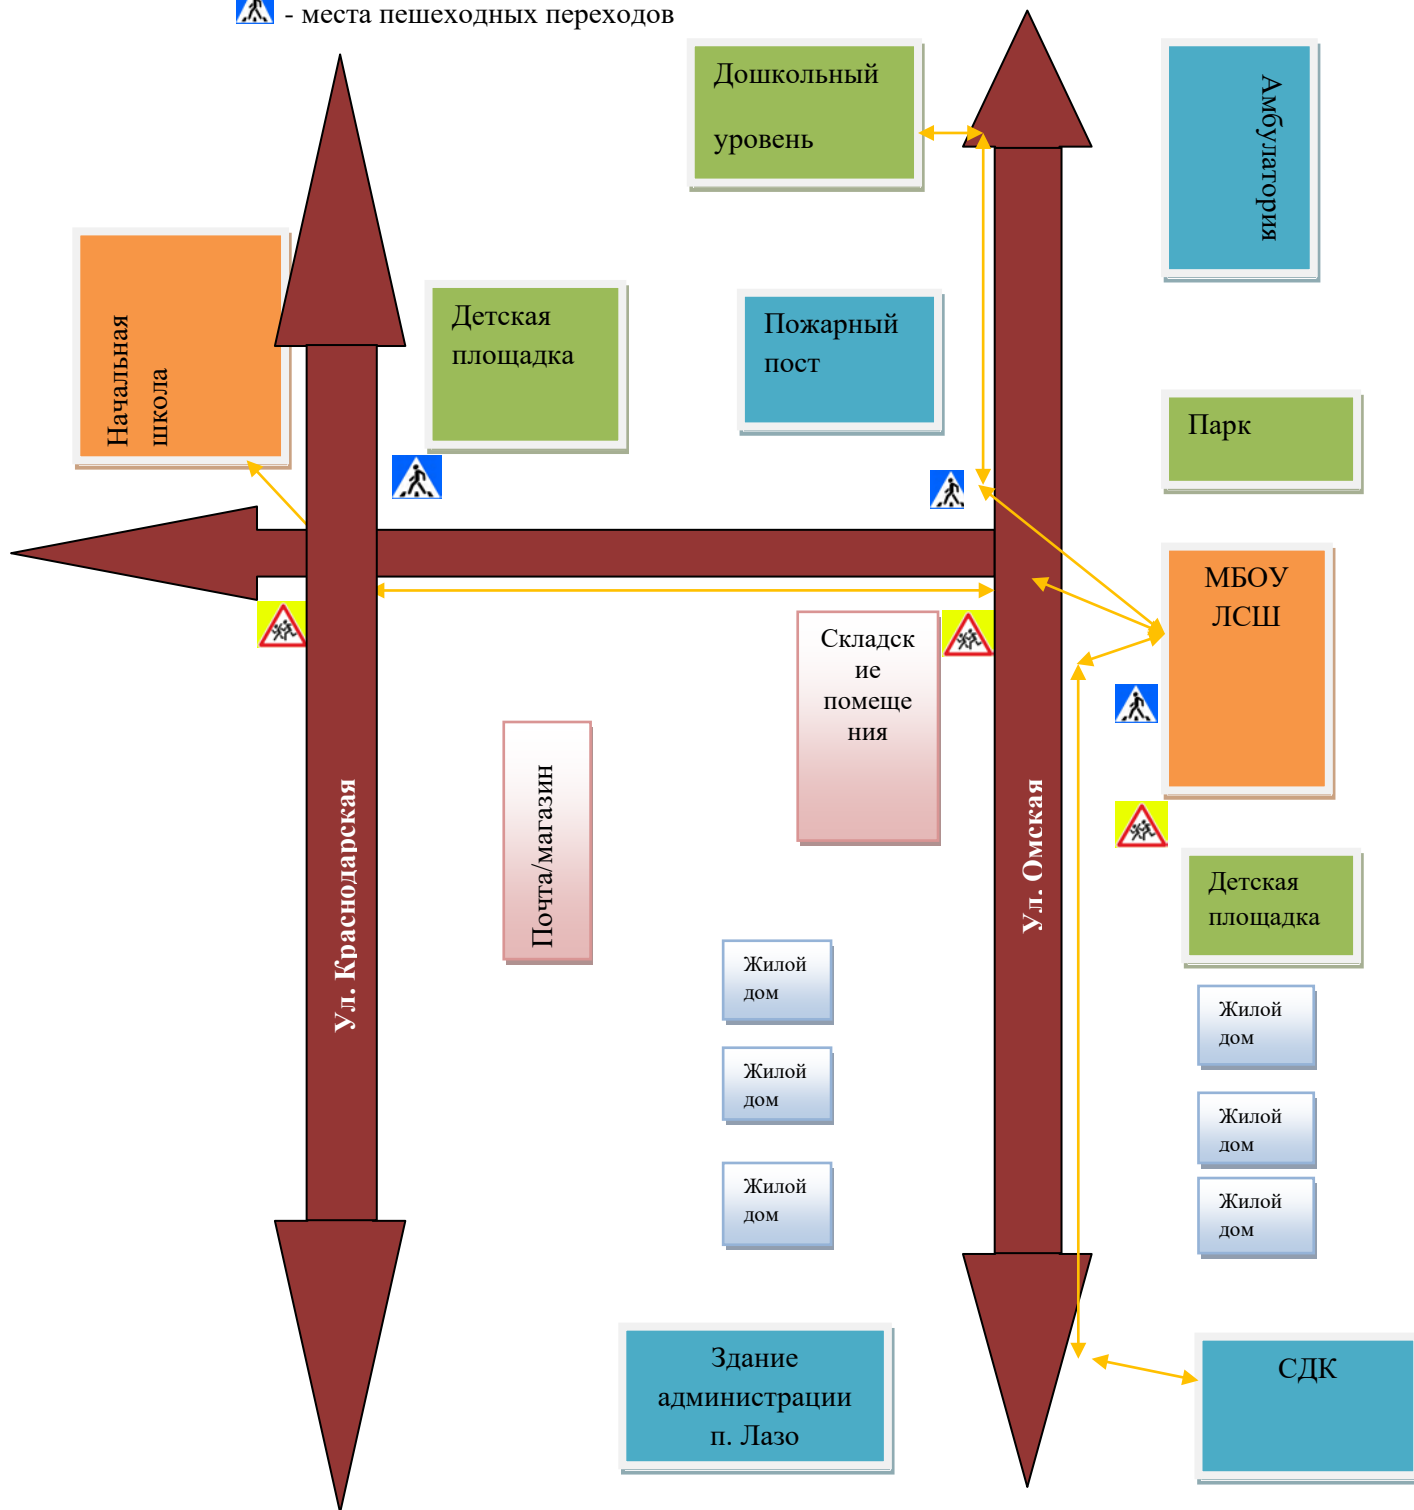 - места пешеходных переходов
Дошкольный
уровень
Амбулатория
Начальная
школа
Детская
площадка
Пожарный
пост
Парк
МБОУ
ЛСШ
Складск
ие
помеще
ния
Почта/магазин
Ул. Краснодарская
Ул. Омская
Детская
площадка
Жилой
дом
Жилой
дом
Жилой
дом
Жилой
дом
Жилой
дом
Жилой
дом
Здание
администрации
п. Лазо
СДК